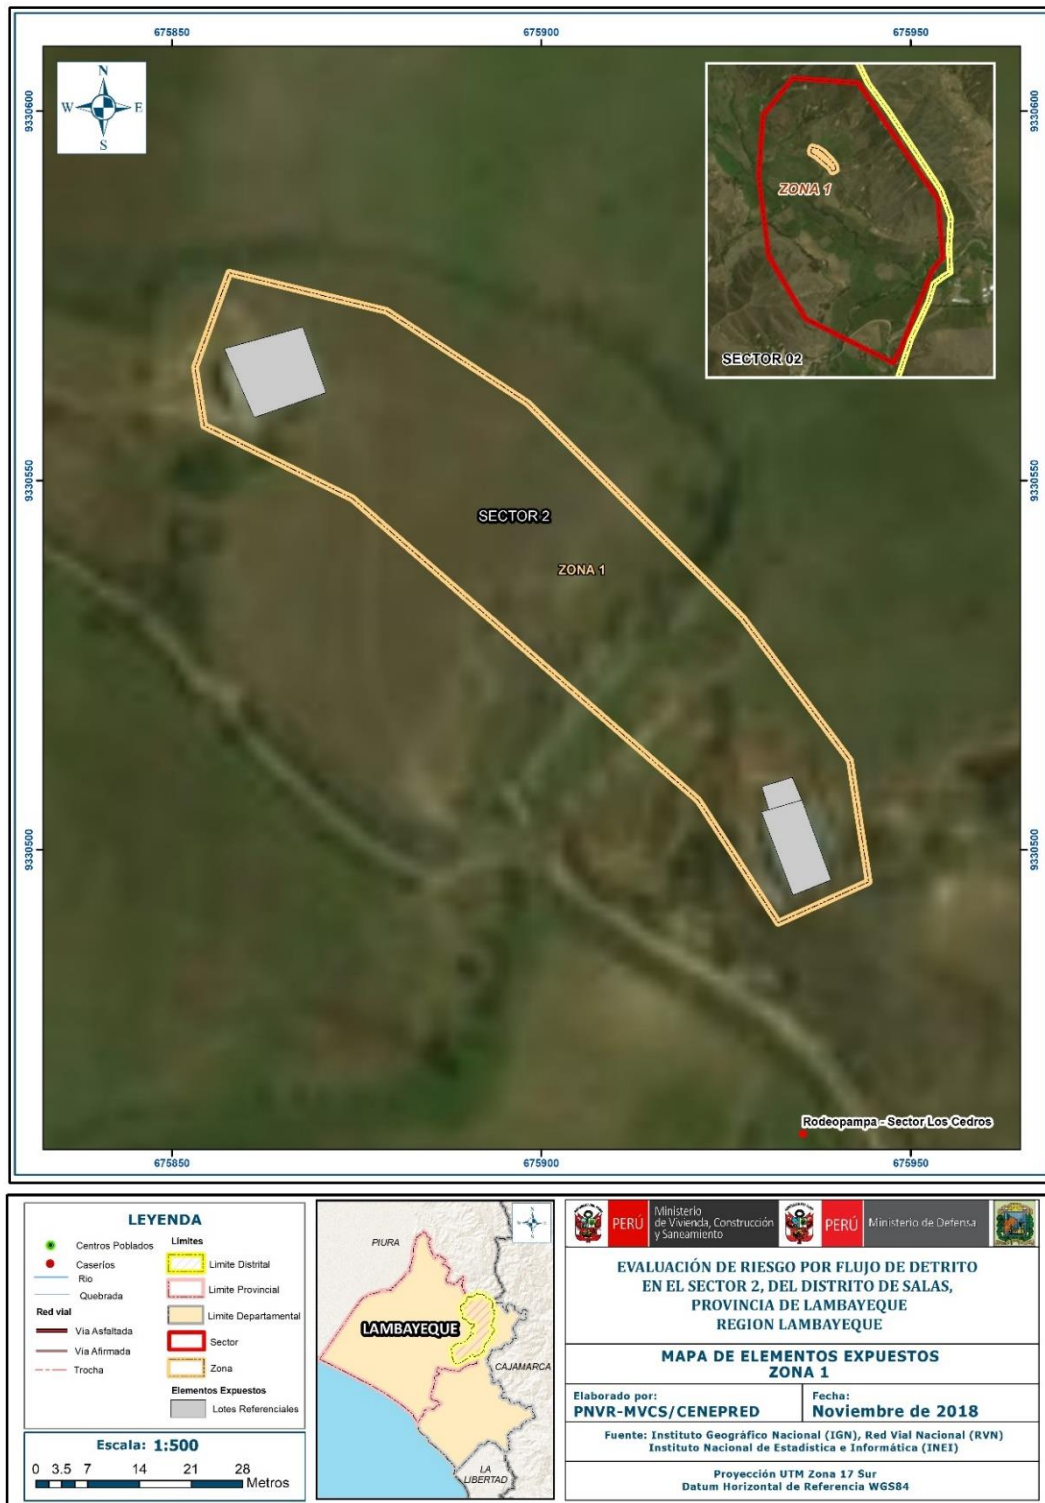 675850
675900
675950
N
W
E
S
9330600
9330600
ZONA 1
SECTOR 02
9330550
9330550
SECTOR 2
ZONA 1
9330500
9330500
Rodeopampa - Sector Los Cedros
675850
675900
675950
LEYENDA
Centros Poblados
Caseríos
Rio
Quebrada
Red vial
Via Asfaltada
Via Afirmada
Trocha
Límites
Limite Distrital
Limite Provincial
Limite Departamental
Sector
Zona
Elementos Expuestos
Lotes Referenciales
Escala: 1:500
0 3.5 7 14 21 28
Metros
PIURA
LAMBAYEQUE
CAJAMARCA
LA
LIBERTAD
PERÚ
Ministerio
de Vivienda, Construcción
y Saneamiento
PERÚ
Ministerio de Defensa
EVALUACIÓN DE RIESGO POR FLUJO DE DETRITO
EN EL SECTOR 2, DEL DISTRITO DE SALAS,
PROVINCIA DE LAMBAYEQUE
REGION LAMBAYEQUE
MAPA DE ELEMENTOS EXPUESTOS
ZONA 1
Elaborado por:
PNVR-MVCS/CENEPRED
Fecha:
Noviembre de 2018
Fuente: Instituto Geográfico Nacional (IGN), Red Vial Nacional (RVN)
Instituto Nacional de Estadística e Informática (INEI)
Proyección UTM Zona 17 Sur
Datum Horizontal de Referencia WGS84